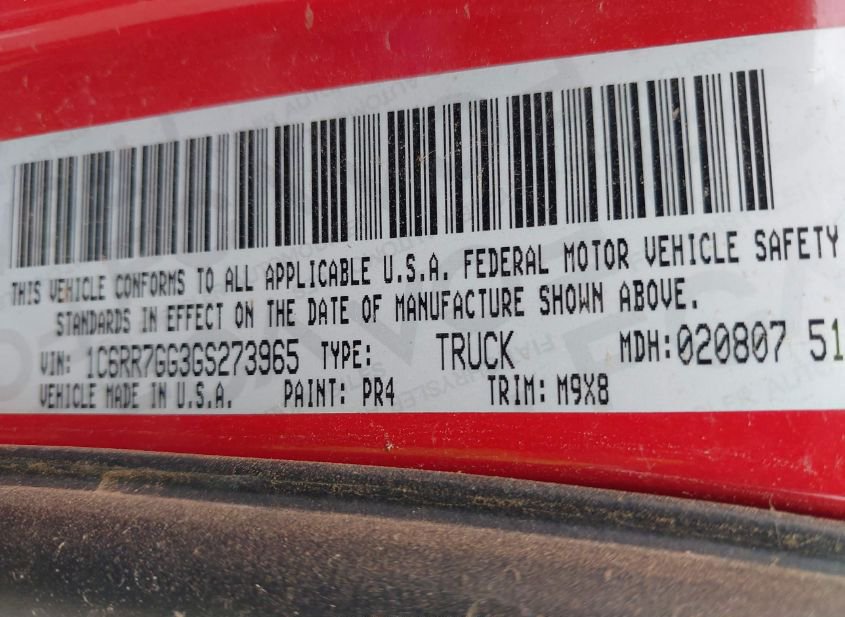 THIS VEHICLE CONFORMS TO ALL APPLICABLE U.S.A. FEDERAL MOTOR VEHICLE SAFETY
STANDARDS IN EFFECT ON THE DATE OF MANUFACTURE SHOWN ABOVE.
VIN: 1C6RR7GG3GS273965 TYPE: TRUCK MDH:020807 51
VEHICLE MADE IN U.S.A. PAINT: PR4 TRIM: M9X8